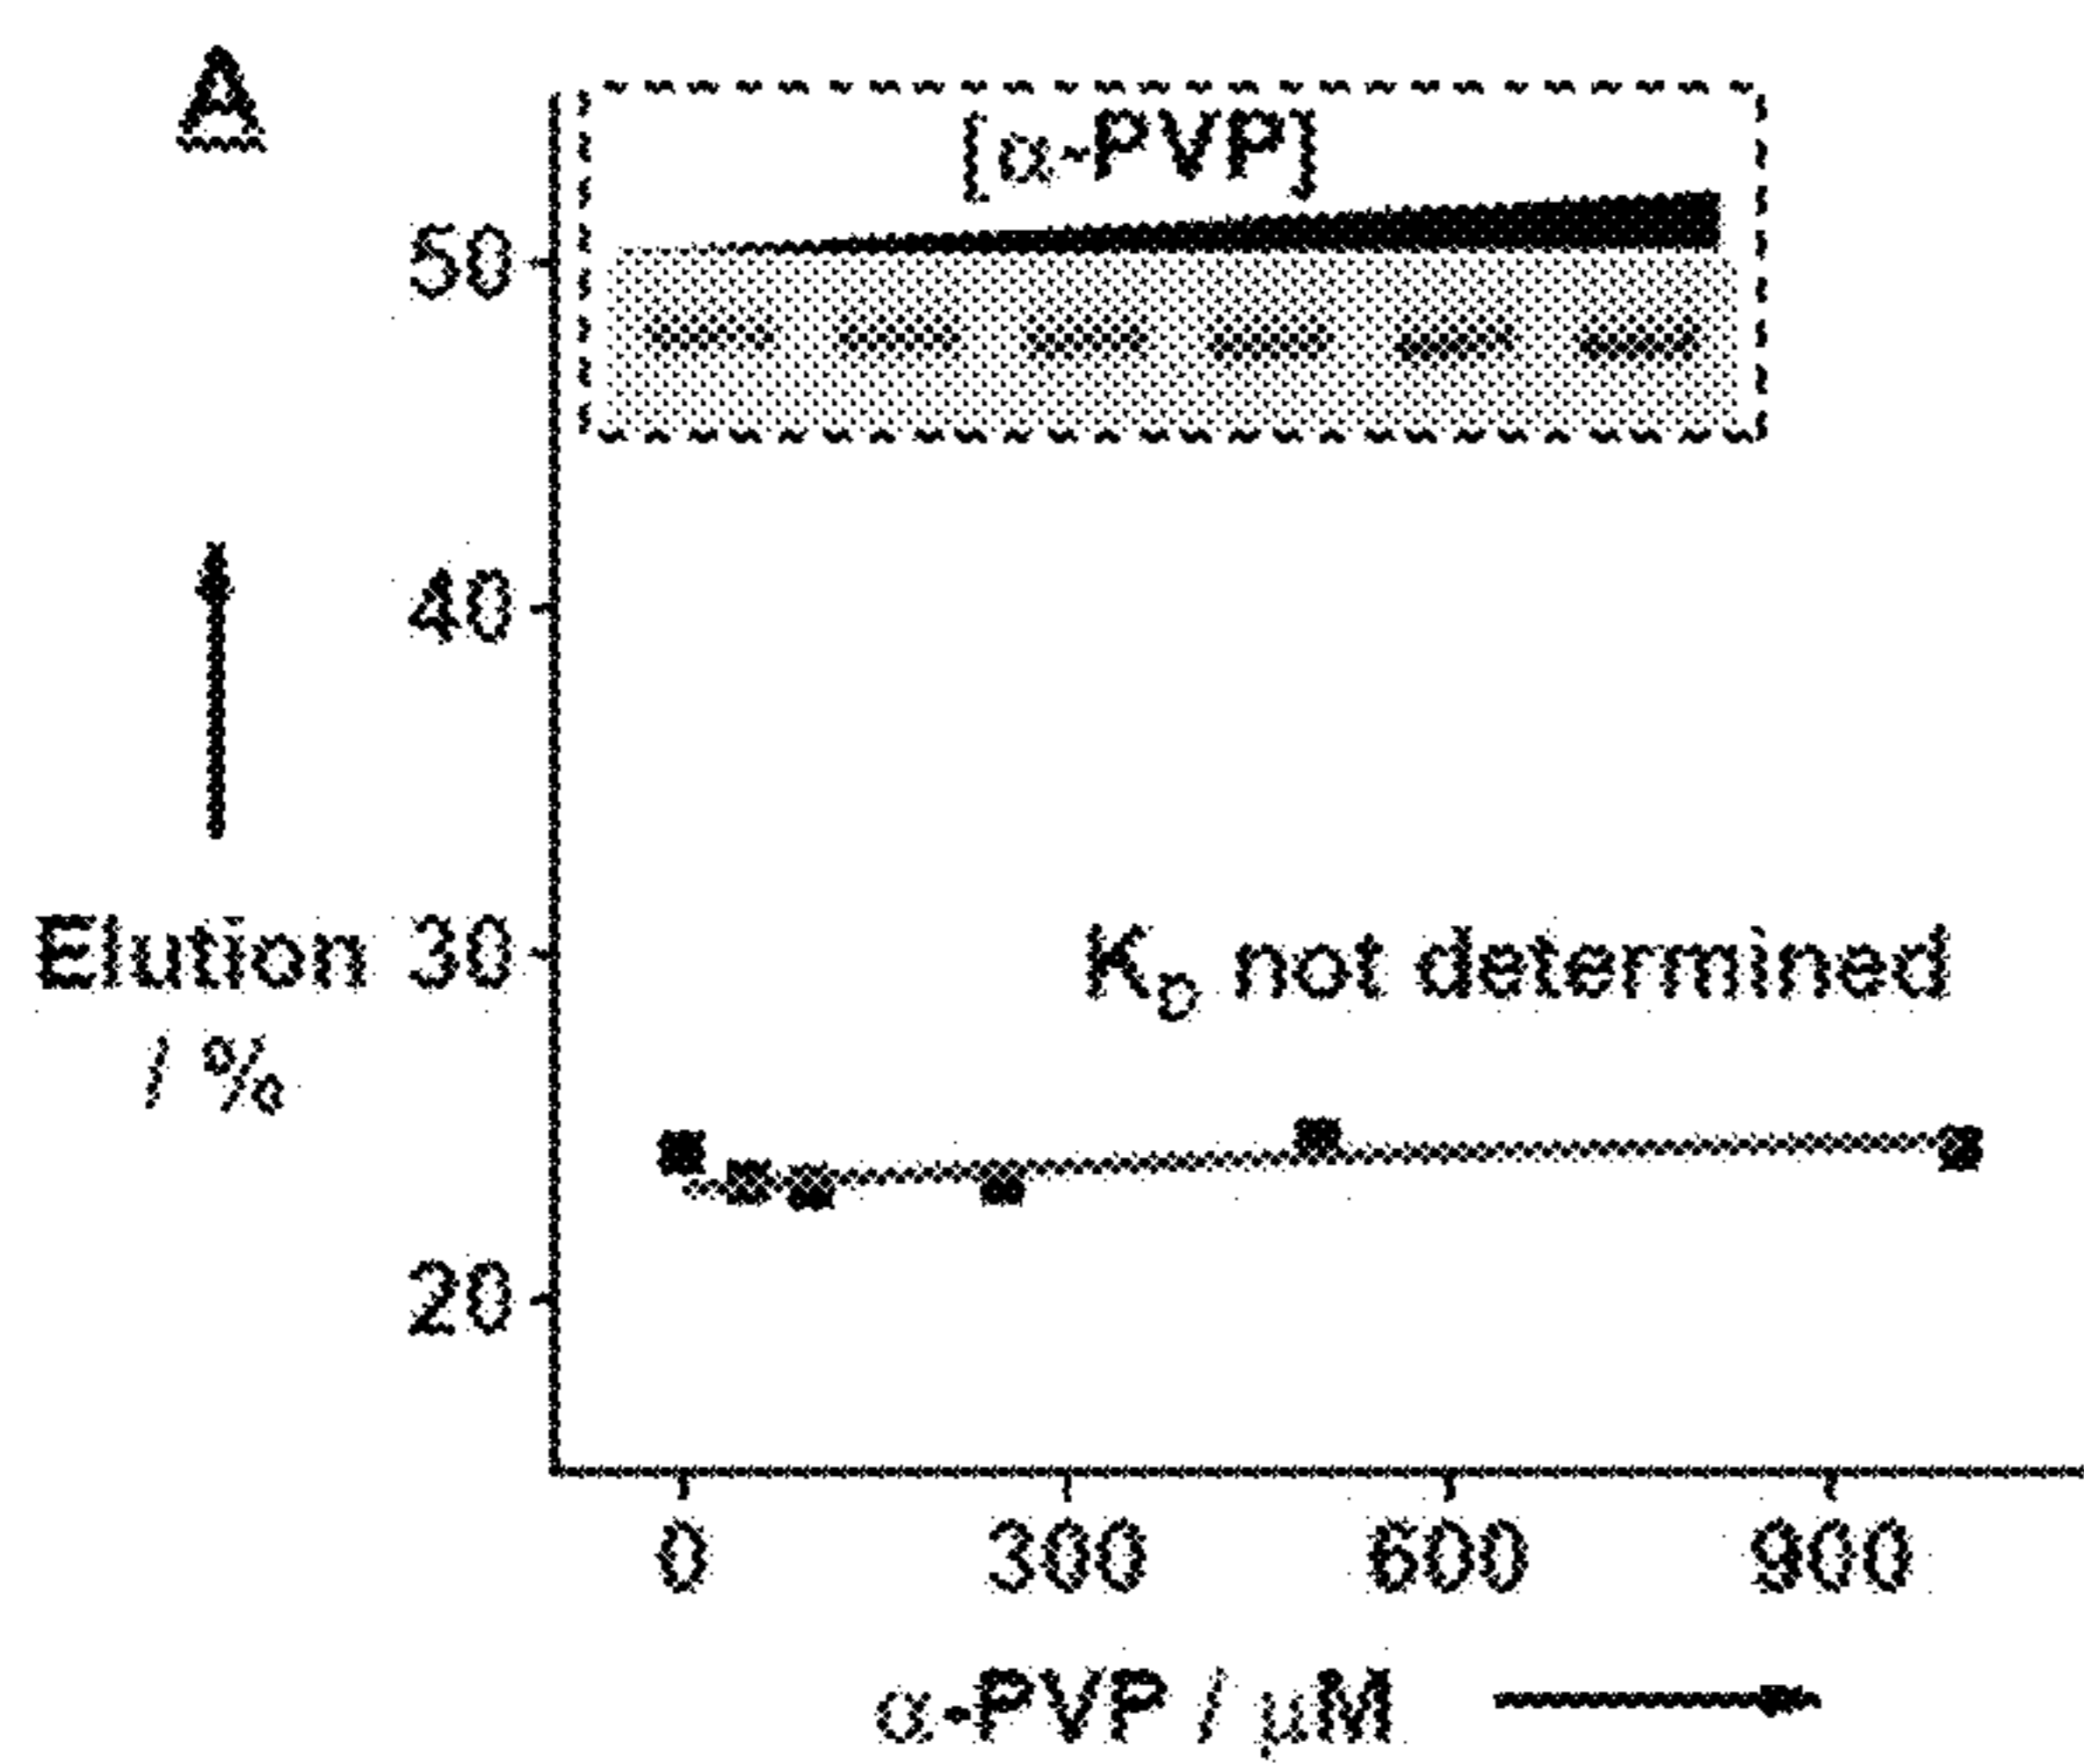 A
[α-PVP]
50
40
30
20
Elution
/ %
K_D not determined
0 300 600 900
α-PVP / μM